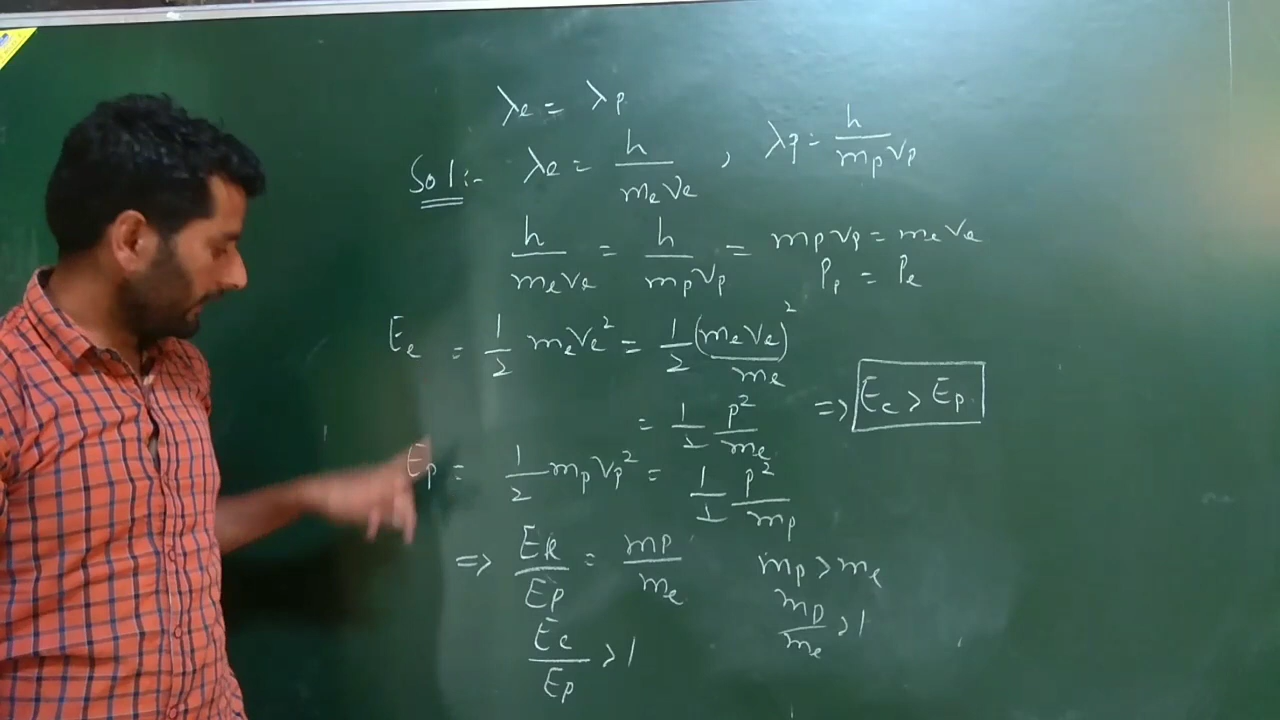 λe = λp
Sol:- λe = h/(meve) , λp = h/(mpvp)
h/(meve) = h/(mpvp) = mpvp = meve
Pp = Pe
Ee = 1/2 meve² = 1/2 (meve)²/me
= 1/2 p²/me => Ee > Ep
Ep = 1/2 mpvp² = 1/2 p²/mp
=> Ee/Ep = mp/me mp > me
mp/me > 1
Ee/Ep > 1